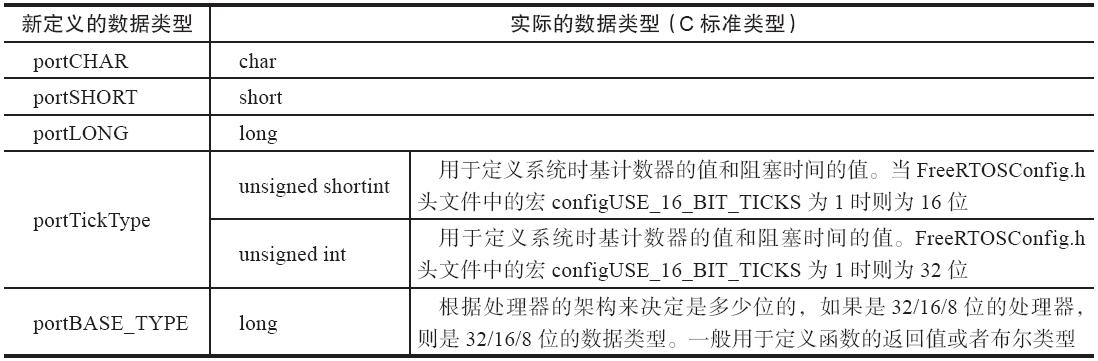 新定义的数据类型 实际的数据类型（C 标准类型）
portCHAR char
portSHORT short
portLONG long
portTickType
unsigned shortint
用于定义系统时基计数器的值和阻塞时间的值。当 FreeRTOSConfig.h
头文件中的宏 configUSE_16_BIT_TICKS 为 1 时则为 16 位
unsigned int
用于定义系统时基计数器的值和阻塞时间的值。FreeRTOSConfig.h
头文件中的宏 configUSE_16_BIT_TICKS 为 1 时则为 32 位
portBASE_TYPE long
根据处理器的架构来决定是多少位的，如果是 32/16/8 位的处理器，
则是 32/16/8 位的数据类型。一般用于定义函数的返回值或者布尔类型